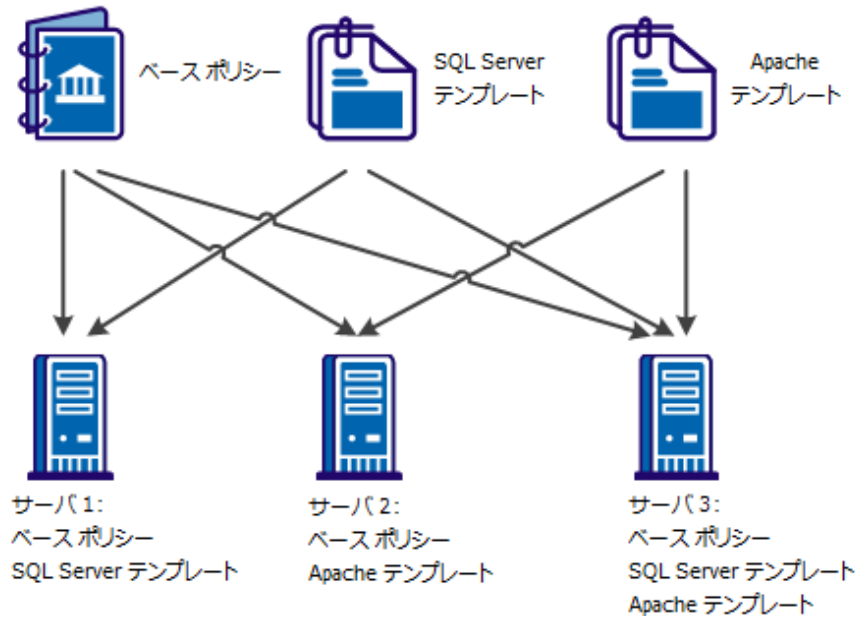 ベース ポリシー
SQL Server
テンプレート
Apache
テンプレート
サーバ 1:
ベース ポリシー
SQL Server テンプレート
サーバ 2:
ベース ポリシー
Apache テンプレート
サーバ 3:
ベース ポリシー
SQL Server テンプレート
Apache テンプレート